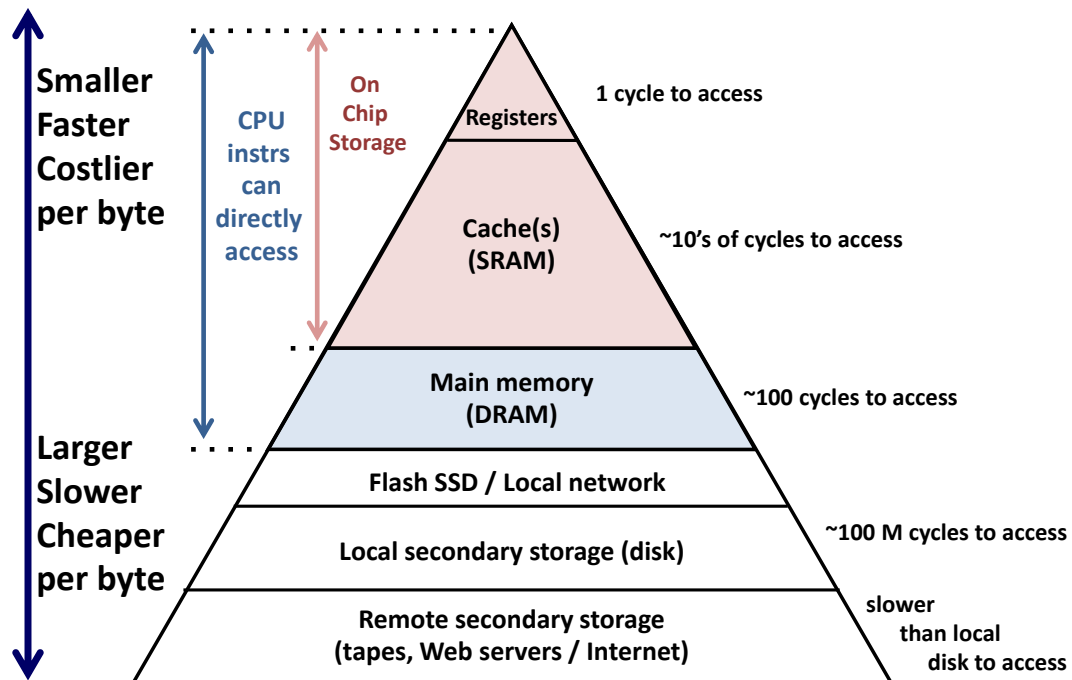 Smaller
Faster
Costlier
per byte
CPU
instrs
can
directly
access
On
Chip
Storage
Registers
1 cycle to access
Cache(s)
(SRAM)
~10's of cycles to access
Main memory
(DRAM)
~100 cycles to access
Larger
Slower
Cheaper
per byte
Flash SSD / Local network
Local secondary storage (disk)
~100 M cycles to access
Remote secondary storage
(tapes, Web servers / Internet)
slower
than local
disk to access